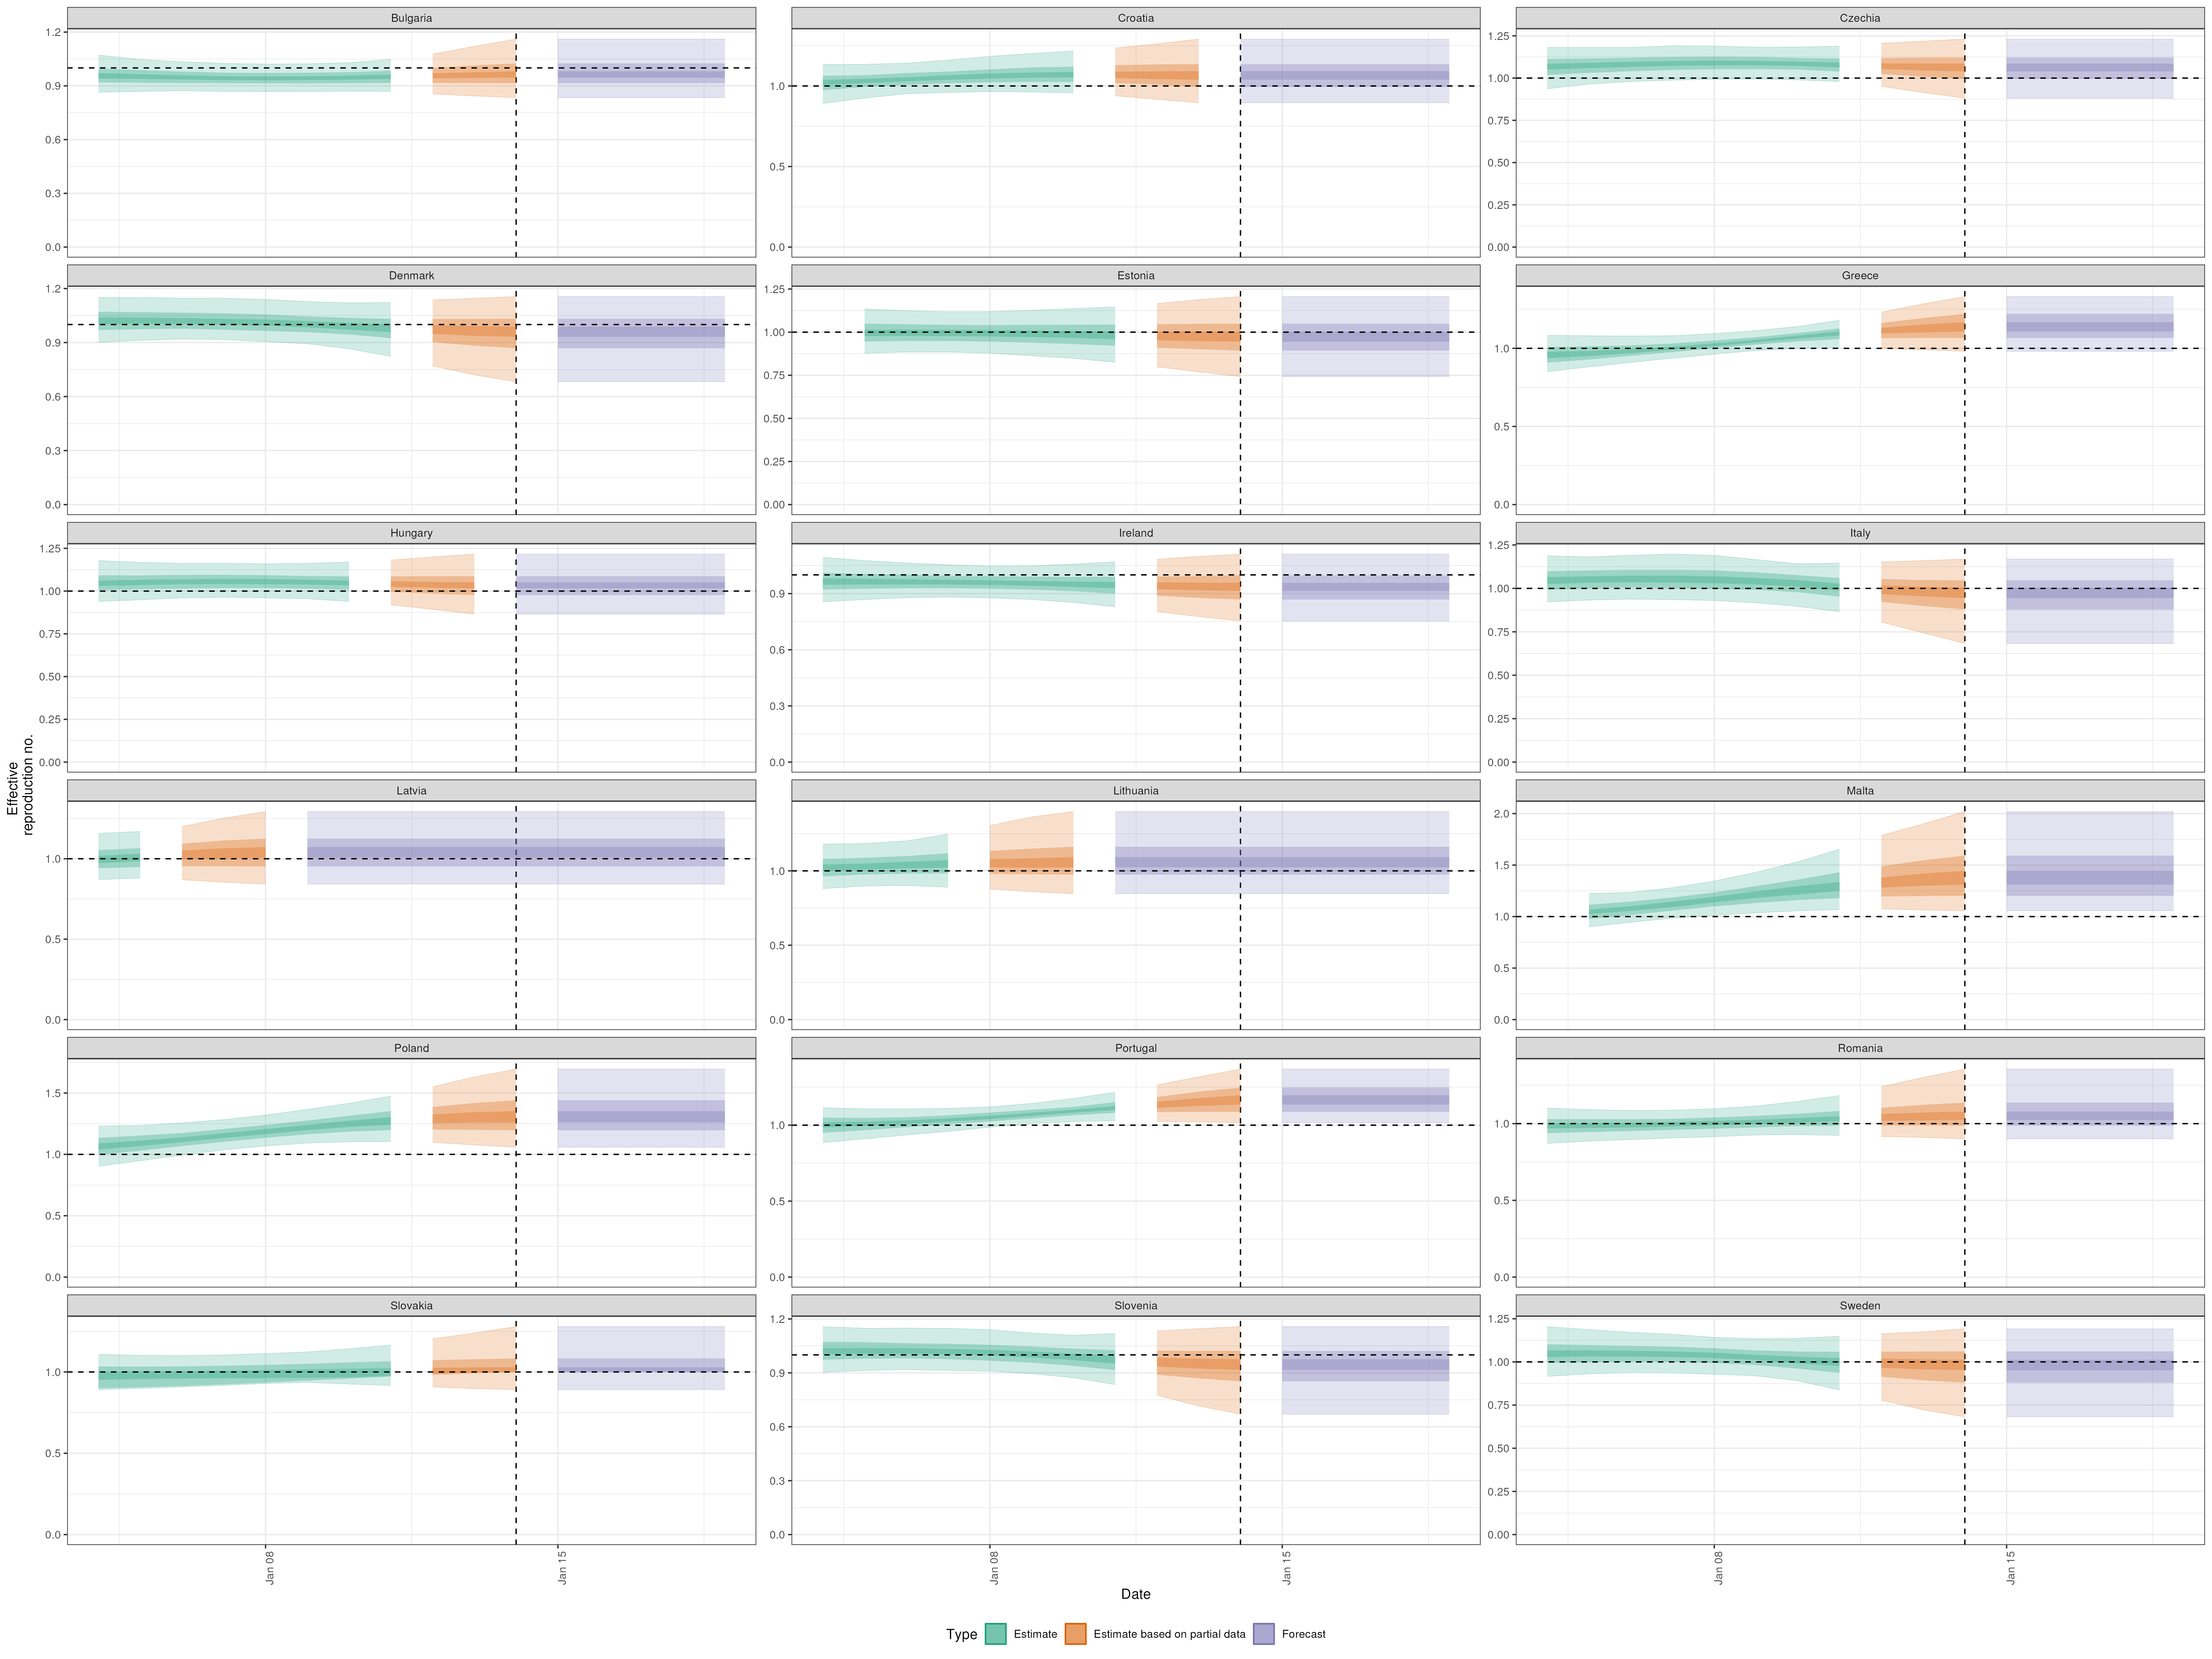 Bulgaria
Croatia
Czechia
1.2
0.9
0.6
0.3
0.0
1.0
0.5
0.0
1.25
1.00
0.75
0.50
0.25
0.00
Denmark
Estonia
Greece
1.2
0.9
0.6
0.3
0.0
1.25
1.00
0.75
0.50
0.25
0.00
1.0
0.5
0.0
Hungary
Ireland
Italy
1.25
1.00
0.75
0.50
0.25
0.00
0.9
0.6
0.3
0.0
1.25
1.00
0.75
0.50
0.25
0.00
Effective
reproduction no.
Latvia
Lithuania
Malta
1.0
0.5
0.0
1.0
0.5
0.0
2.0
1.5
1.0
0.5
0.0
Poland
Portugal
Romania
1.5
1.0
0.5
0.0
1.0
0.5
0.0
1.0
0.5
0.0
Slovakia
Slovenia
Sweden
1.0
0.5
0.0
1.2
0.9
0.6
0.3
0.0
1.25
1.00
0.75
0.50
0.25
0.00
Jan 08
Jan 15
Jan 08
Jan 15
Jan 08
Jan 15
Date
Type Estimate Estimate based on partial data Forecast